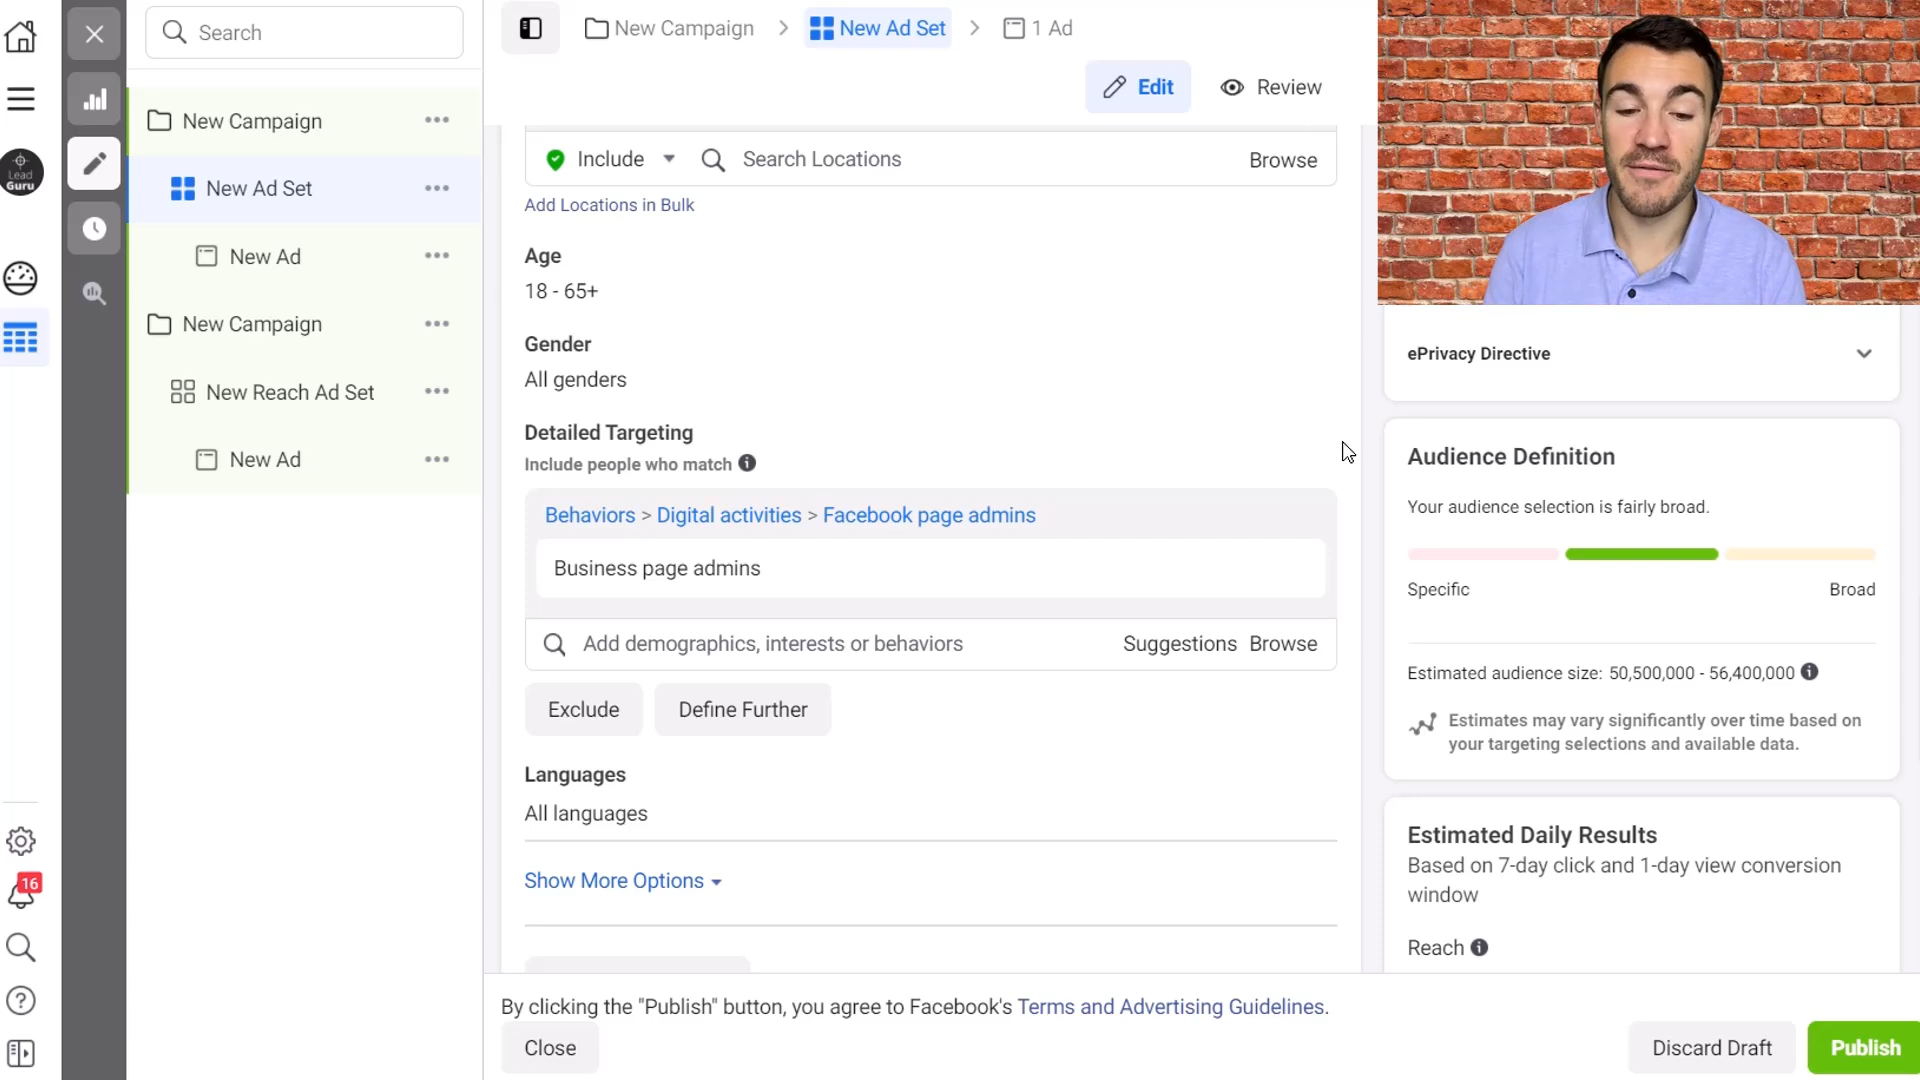 Search
New Campaign
New Ad Set
New Ad
New Campaign
New Reach Ad Set
New Ad
Lead
Guru
16
New Campaign
New Ad Set
1 Ad
Edit
Review
Include
Search Locations
Browse
Add Locations in Bulk
Age
18 - 65+
Gender
All genders
Detailed Targeting
Include people who match
Behaviors > Digital activities > Facebook page admins
Business page admins
Add demographics, interests or behaviors
Suggestions
Browse
Exclude
Define Further
Languages
All languages
Show More Options
ePrivacy Directive
Audience Definition
Your audience selection is fairly broad.
Specific
Broad
Estimated audience size: 50,500,000 - 56,400,000
Estimates may vary significantly over time based on
your targeting selections and available data.
Estimated Daily Results
Based on 7-day click and 1-day view conversion
window
Reach
By clicking the "Publish" button, you agree to Facebook's Terms and Advertising Guidelines.
Close
Discard Draft
Publish